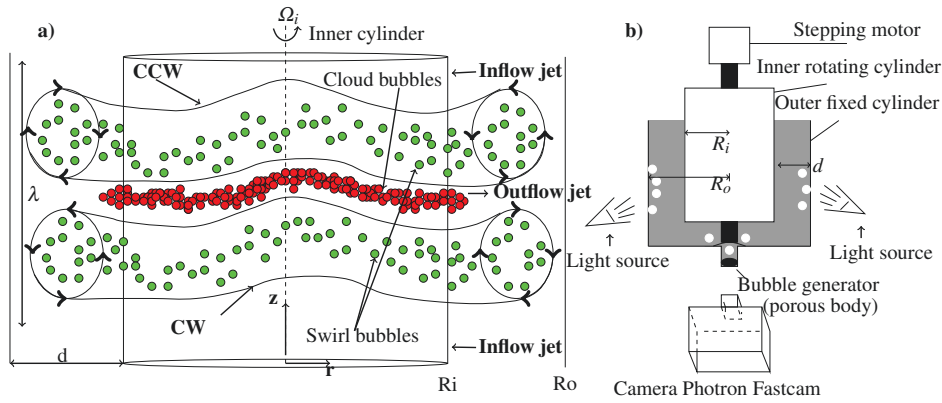 a)
Ω_i
Inner cylinder
CCW
Cloud bubbles
Inflow jet
λ
Outflow jet
z
CW
Swirl bubbles
Inflow jet
d
r
Ri
Ro
b)
Stepping motor
Inner rotating cylinder
Outer fixed cylinder
R_i
d
R_o
Light source
Light source
Bubble generator
(porous body)
Camera Photron Fastcam